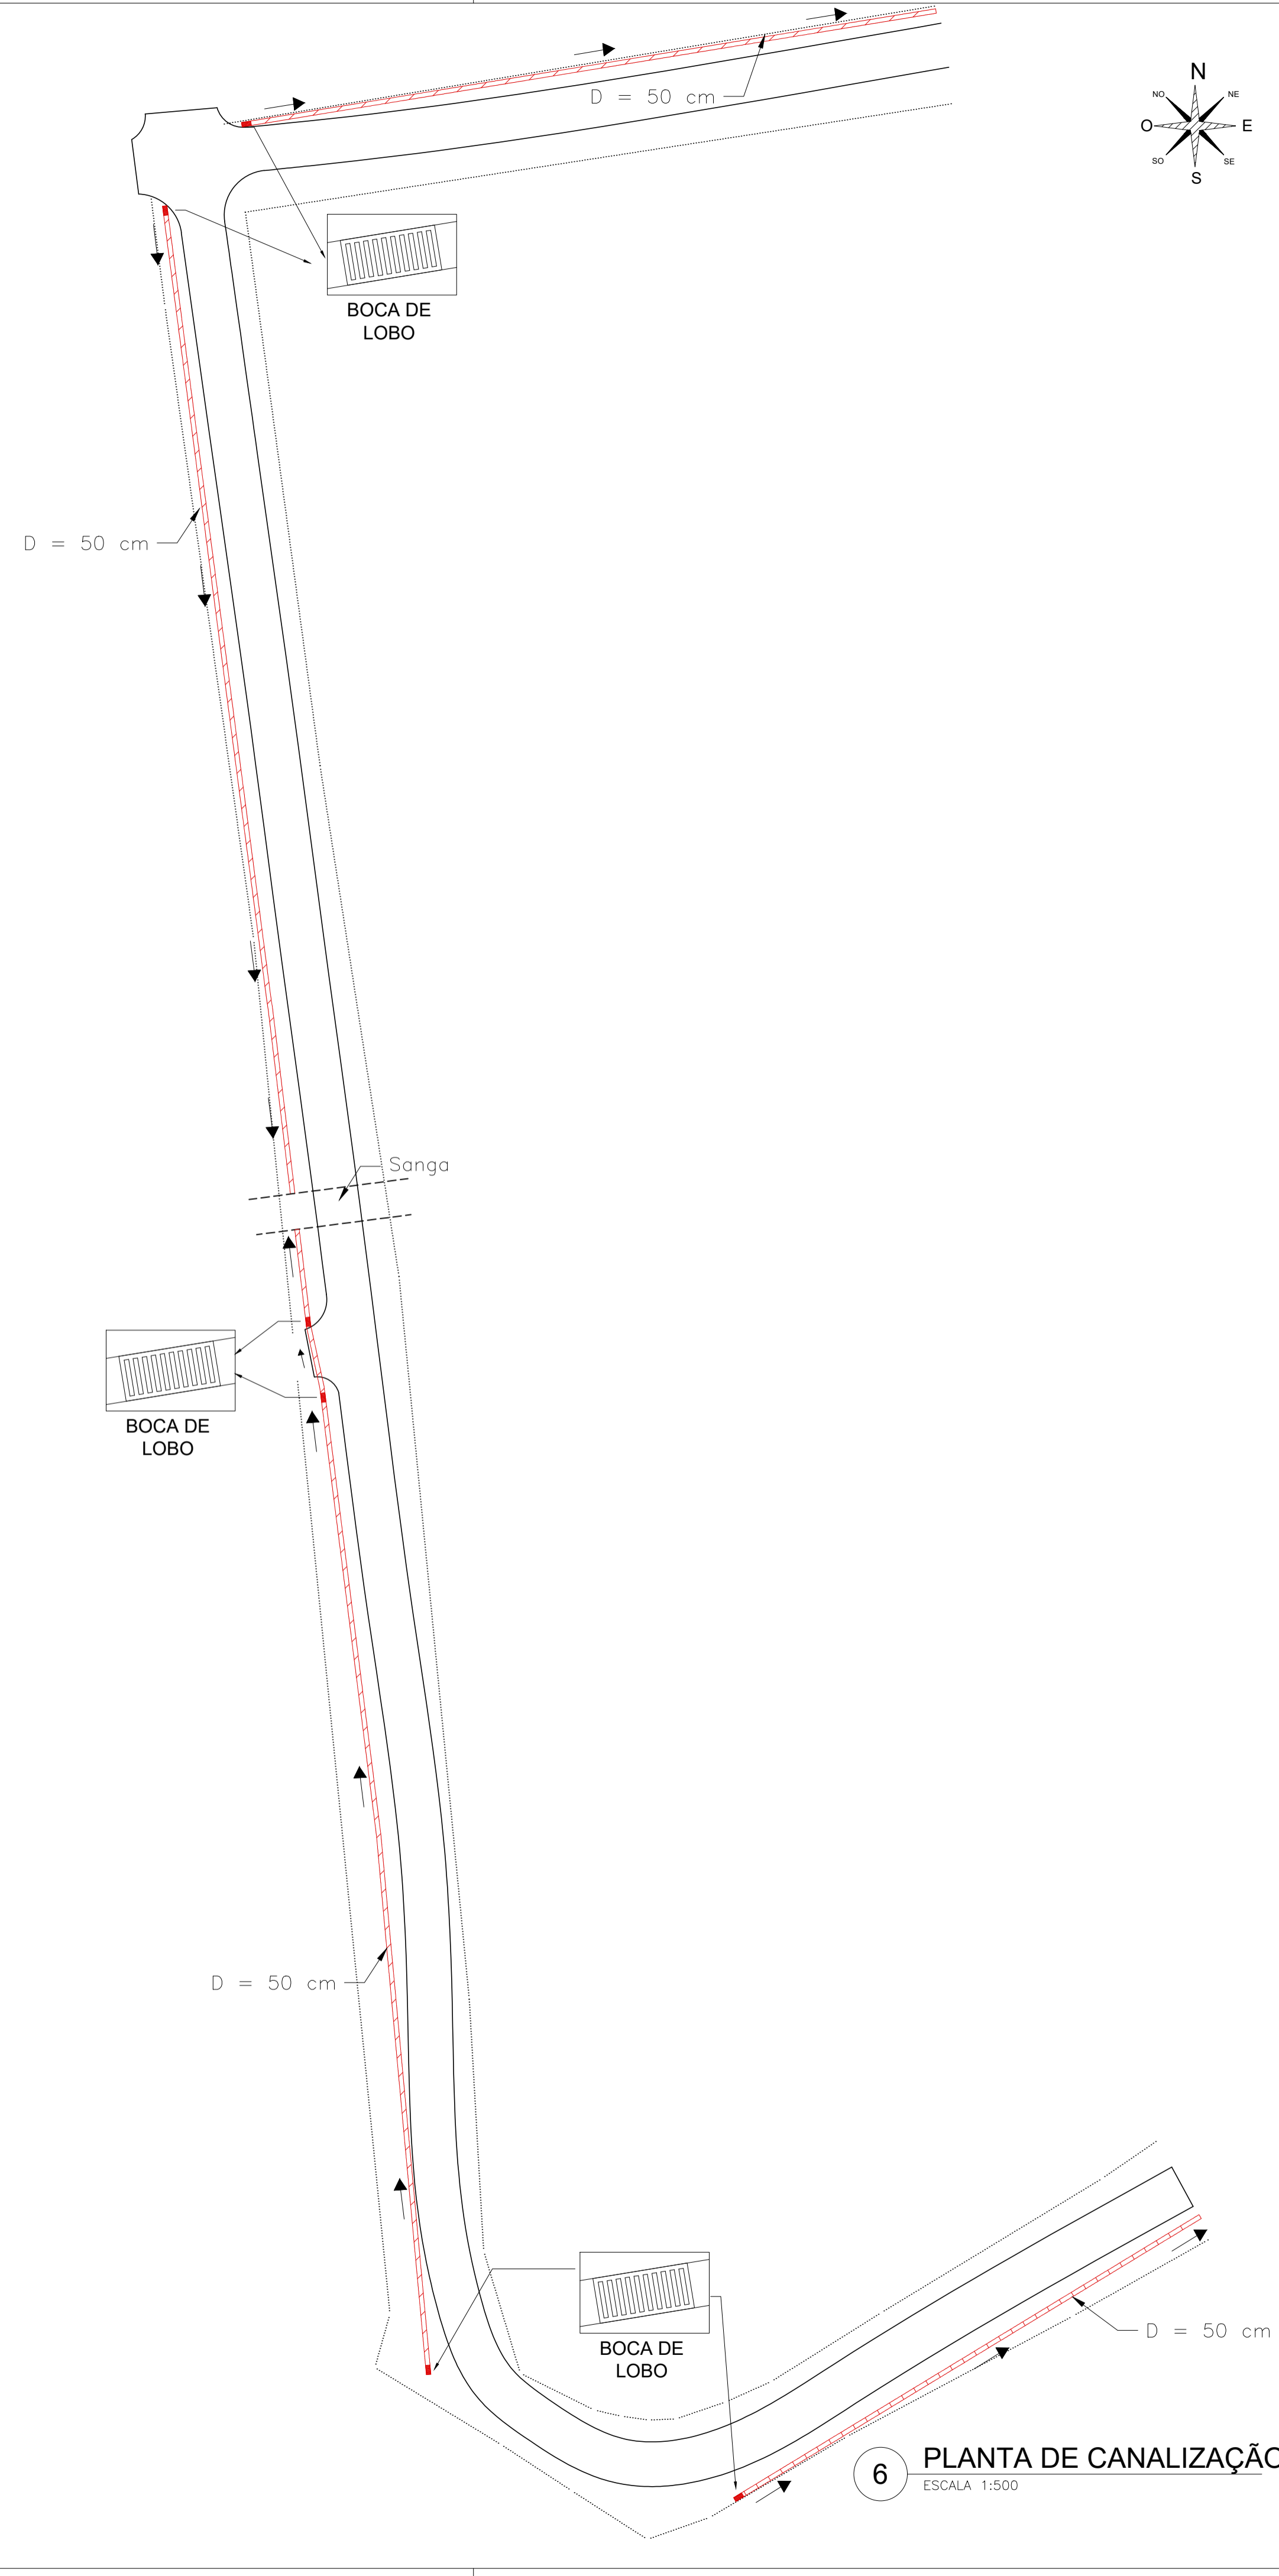 D = 50 cm
N
NO
NE
O
E
SO
SE
S
BOCA DE
LOBO
D = 50 cm
Sanga
BOCA DE
LOBO
D = 50 cm
BOCA DE
LOBO
D = 50 cm
6
PLANTA DE CANALIZAÇÃO
ESCALA 1:500